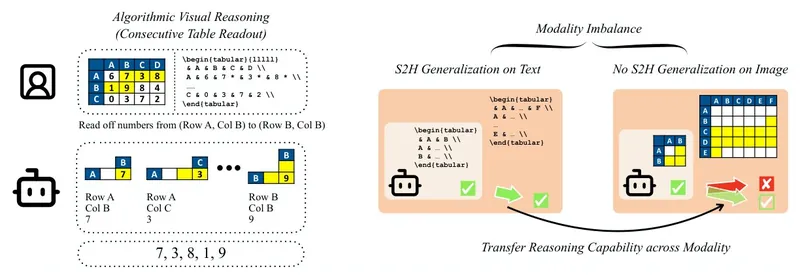 Algorithmic Visual Reasoning
(Consecutive Table Readout)
A B C D
A 6 7 3 8
B 1 9 8 4
C 0 3 7 2
\begin{tabular}{lllll}
& A & B & C & D \\
A & 6 & 7 * & 3 * & 8 * \\
……
C & 0 & 3 & 7 & 2 \\
\end{tabular}
Read off numbers from (Row A, Col B) to (Row B, Col B)
B
A 7
Row A
Col B
7
C
A 3
Row A
Col C
3
•••
B
B 9
Row B
Col B
9
7, 3, 8, 1, 9
Modality Imbalance
S2H Generalization on Text
\begin{tabular}
& A & B \\
A & … \\
B & … \\
\end{tabular}
\begin{tabular}
& A & … & F \\
A & … \\
…
E & … \\
\end{tabular}
No S2H Generalization on Image
A B
A
B
A B C D E F
A
B
C
D
E
Transfer Reasoning Capability across Modality